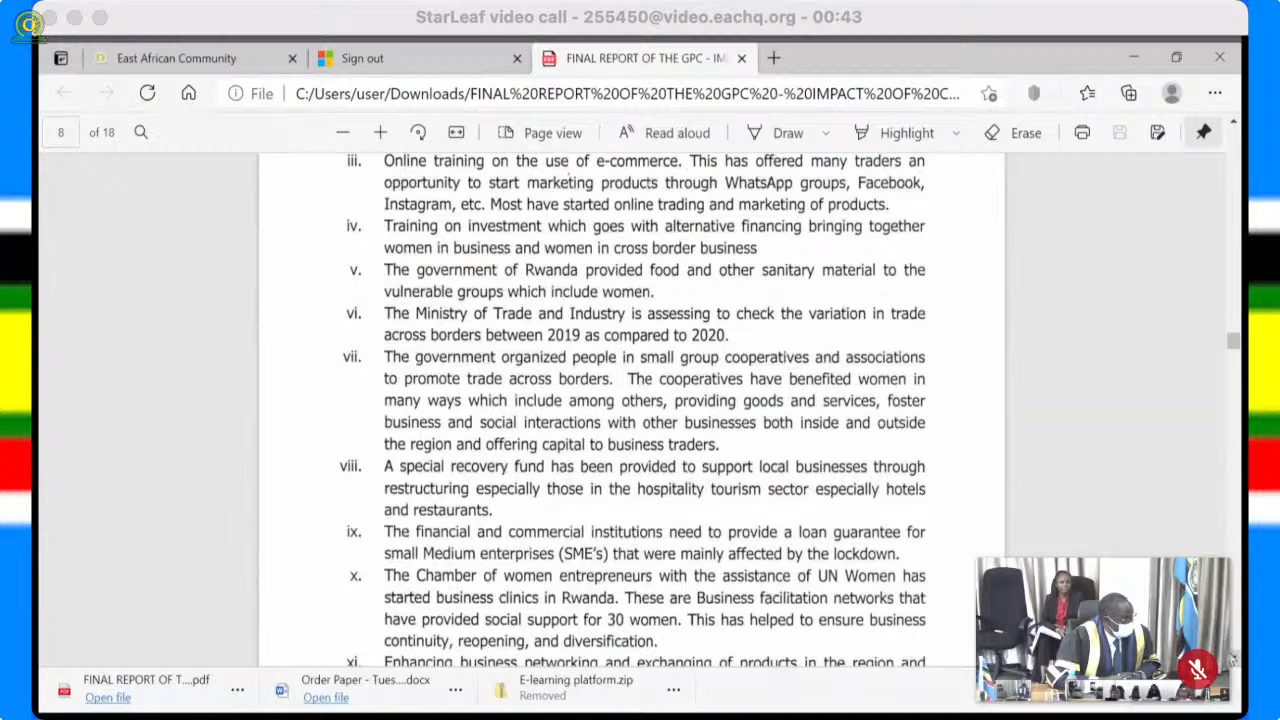 StarLeaf video call - 255450@video.eachq.org - 00:43
East African Community
Sign out
FINAL REPORT OF THE GPC - IM
File
C:/Users/user/Downloads/FINAL%20REPORT%20OF%20THE%20GPC%20-%20IMPACT%20OF%20C...
8 of 18
Page view
Read aloud
Draw
Highlight
Erase
iii. Online training on the use of e-commerce. This has offered many traders an
opportunity to start marketing products through WhatsApp groups, Facebook,
Instagram, etc. Most have started online trading and marketing of products.
iv. Training on investment which goes with alternative financing bringing together
women in business and women in cross border business
v. The government of Rwanda provided food and other sanitary material to the
vulnerable groups which include women.
vi. The Ministry of Trade and Industry is assessing to check the variation in trade
across borders between 2019 as compared to 2020.
vii. The government organized people in small group cooperatives and associations
to promote trade across borders. The cooperatives have benefited women in
many ways which include among others, providing goods and services, foster
business and social interactions with other businesses both inside and outside
the region and offering capital to business traders.
viii. A special recovery fund has been provided to support local businesses through
restructuring especially those in the hospitality tourism sector especially hotels
and restaurants.
ix. The financial and commercial institutions need to provide a loan guarantee for
small Medium enterprises (SME's) that were mainly affected by the lockdown.
x. The Chamber of women entrepreneurs with the assistance of UN Women has
started business clinics in Rwanda. These are Business facilitation networks that
have provided social support for 30 women. This has helped to ensure business
continuity, reopening, and diversification.
xi. Enhancing business networking and exchanging of products in the region and
FINAL REPORT OF T....pdf
Open file
Order Paper - Tues....docx
Open file
E-learning platform.zip
Removed